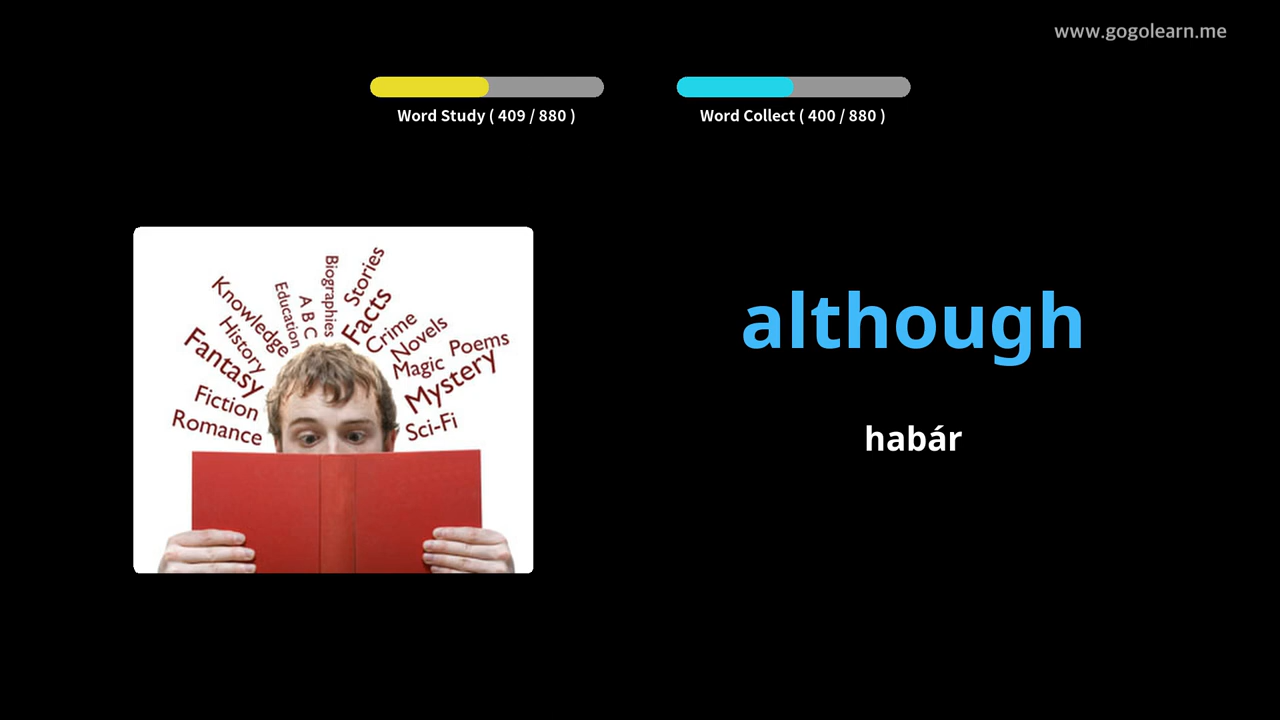 www.gogolearn.me
Word Study ( 409 / 880 )
Word Collect ( 400 / 880 )
Stories
Biographies
A B C
Education
Facts
Knowledge
Crime
History
Novels
Poems
Fantasy
Magic
Mystery
Fiction
Sci-Fi
Romance
although
habár